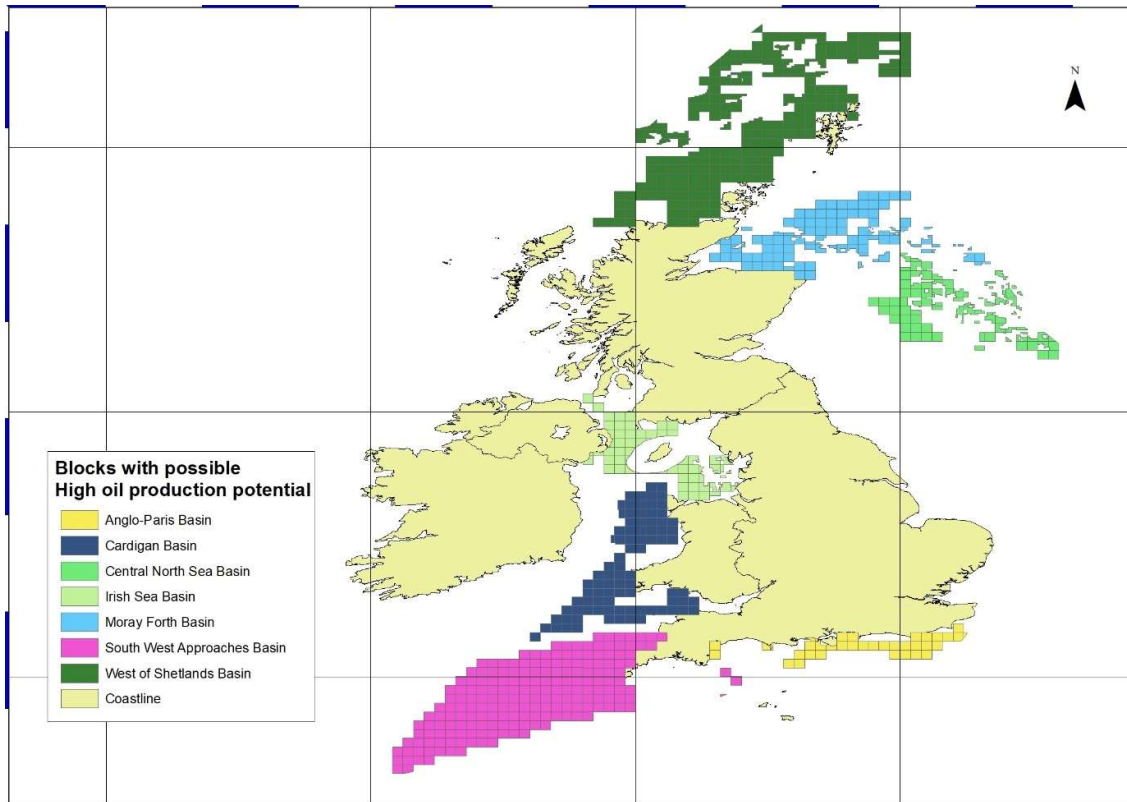 N
Blocks with possible
High oil production potential
Anglo-Paris Basin
Cardigan Basin
Central North Sea Basin
Irish Sea Basin
Moray Forth Basin
South West Approaches Basin
West of Shetlands Basin
Coastline